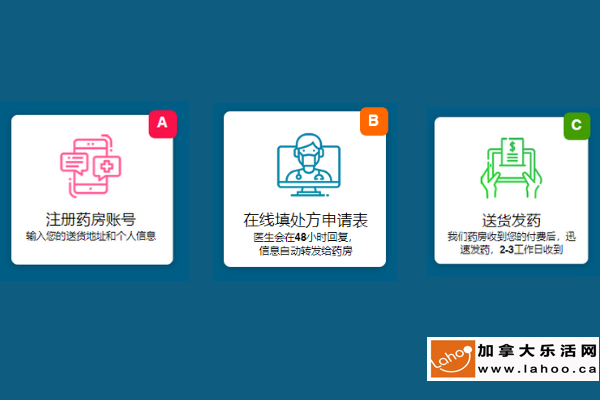 A
注册药房账号
输入您的送货地址和个人信息
B
在线填处方申请表
医生会在48小时回复，
信息自动转发给药房
C
$
送货发药
我们药房收到您的付费后，迅
速发药，2-3工作日收到
Lahoo
加拿大乐活网
www.lahoo.ca